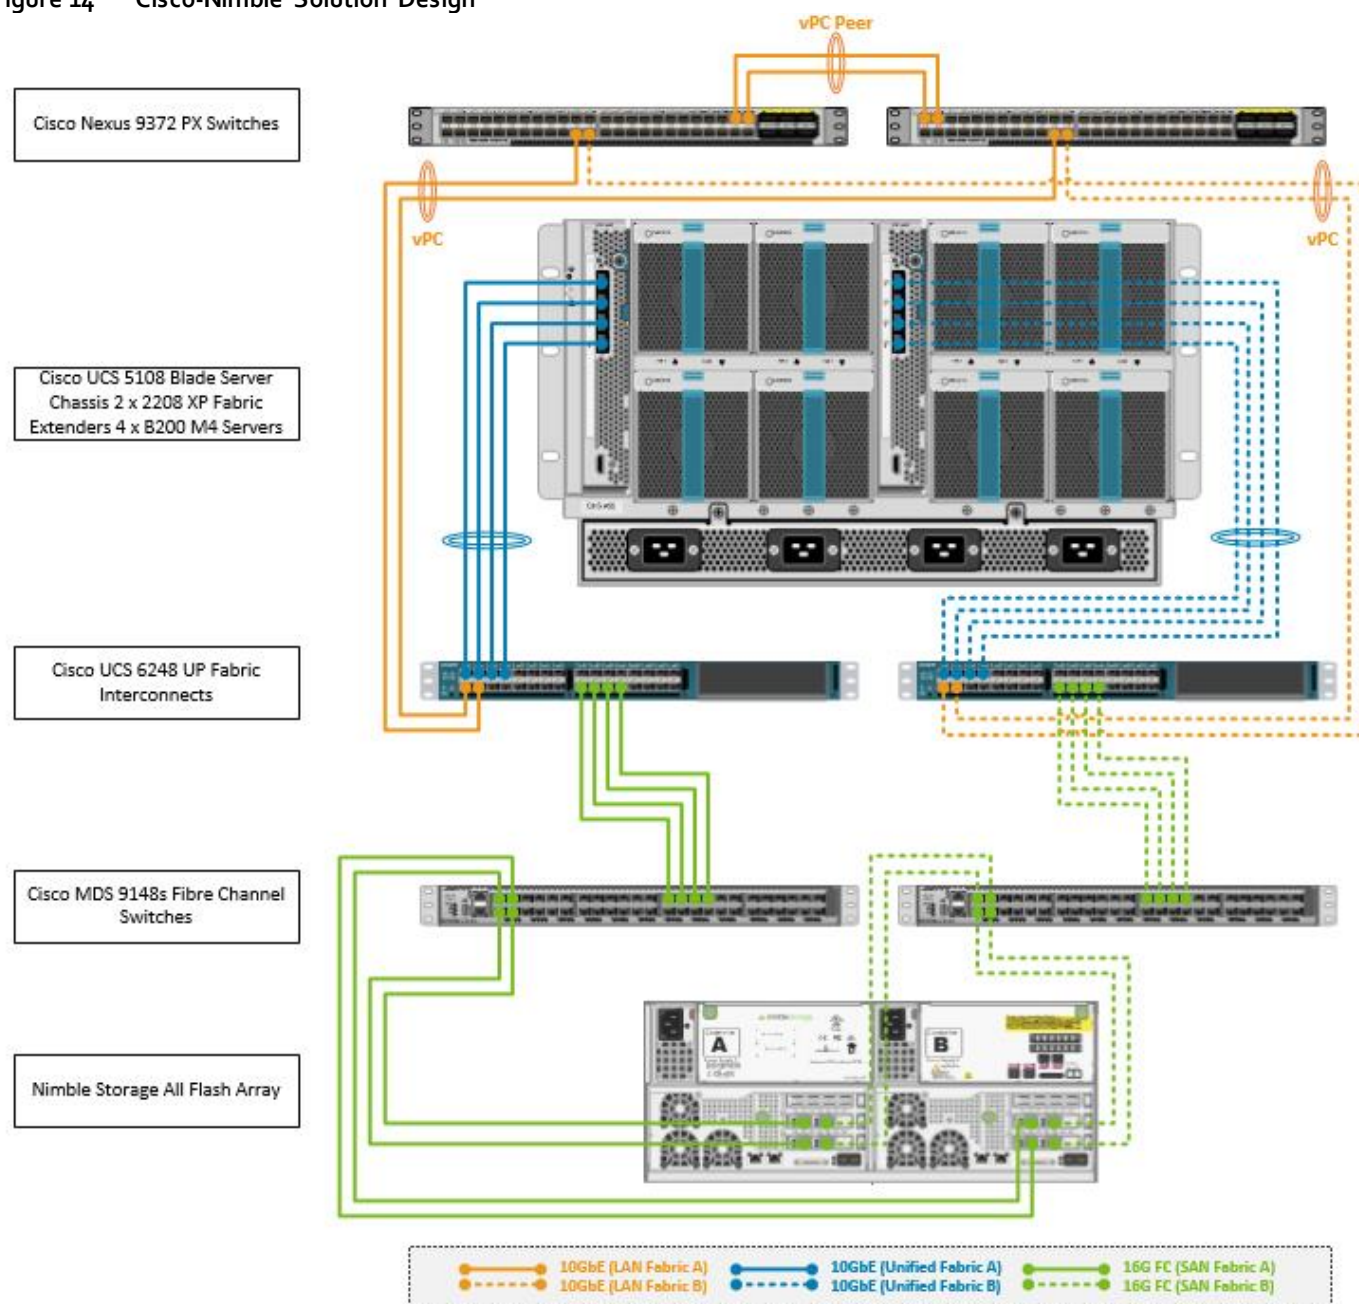 igure 14 Cisco-Nimble Solution Design
vPC Peer
Cisco Nexus 9372 PX Switches
vPC
vPC
Cisco UCS 5108 Blade Server
Chassis 2 x 2208 XP Fabric
Extenders 4 x B200 M4 Servers
Cisco UCS 6248 UP Fabric
Interconnects
Cisco MDS 9148s Fibre Channel
Switches
A
B
Nimble Storage All Flash Array
10GbE (LAN Fabric A)
10GbE (Unified Fabric A)
16G FC (SAN Fabric A)
10GbE (LAN Fabric B)
10GbE (Unified Fabric B)
16G FC (SAN Fabric B)